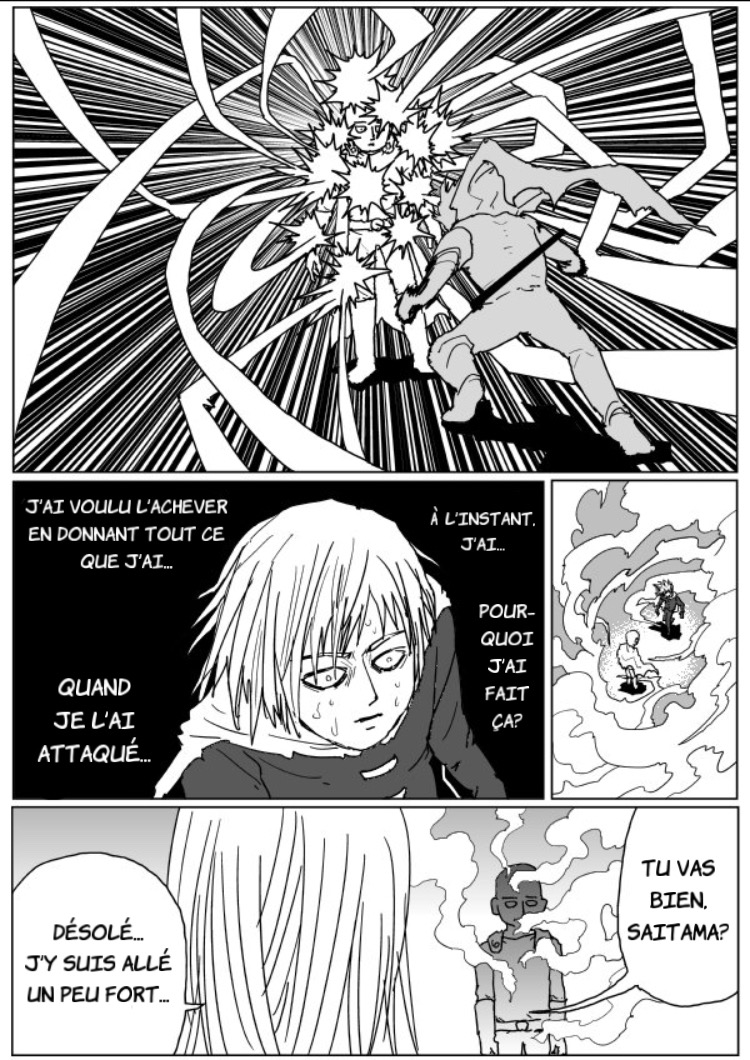 À L'INSTANT,
J'AI...
POUR-
QUOI
J'AI
FAIT
ÇA?
J'AI VOULU L'ACHEVER
EN DONNANT TOUT CE
QUE J'AI...
QUAND
JE L'AI
ATTAQUÉ...
TU VAS
BIEN,
SAITAMA?
DÉSOLÉ...
J'Y SUIS ALLÉ
UN PEU FORT...